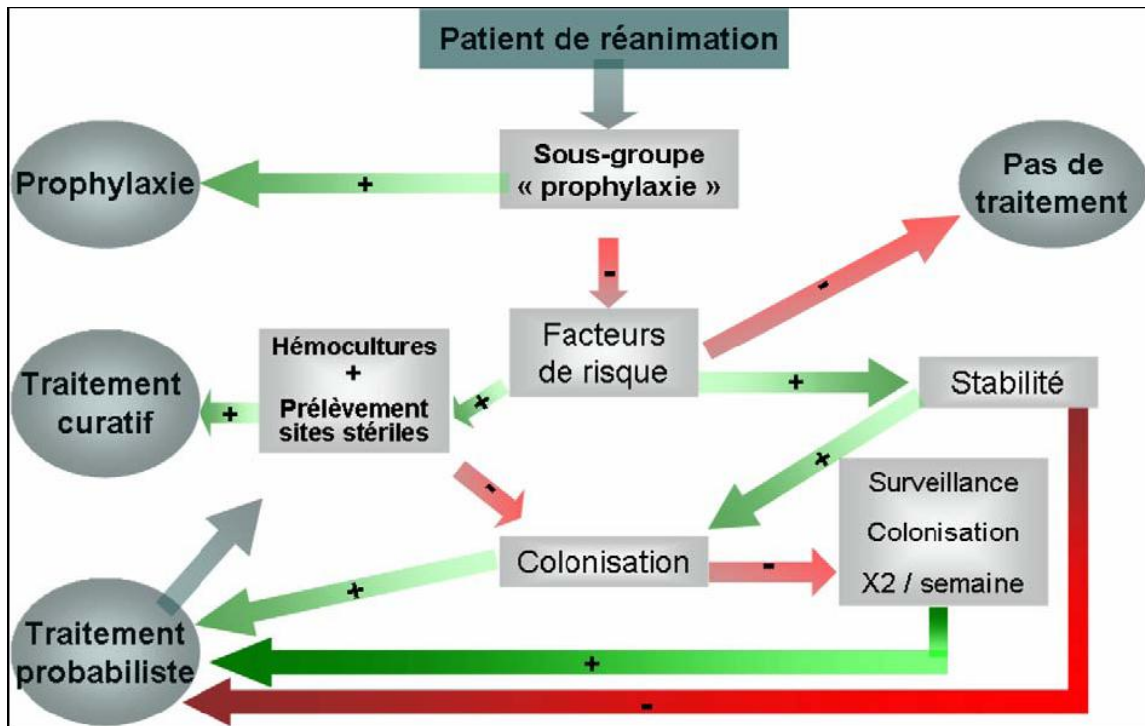 Patient de réanimation
Sous-groupe
« prophylaxie »
Prophylaxie
+
Pas de
traitement
-
-
Facteurs
de risque
Hémocultures
+
Prélèvement
sites stériles
Traitement
curatif
+
+
+
Stabilité
+
-
Surveillance
Colonisation
X2 / semaine
Colonisation
-
+
Traitement
probabiliste
+
-